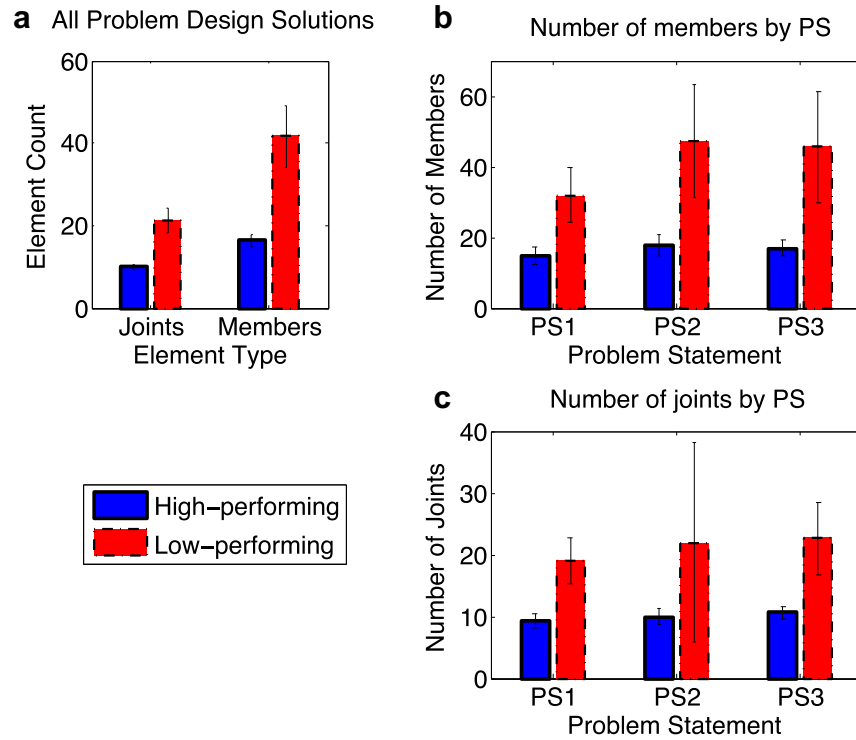 a All Problem Design Solutions
60
40
20
0
Element Count
Joints Members
Element Type
b Number of members by PS
60
40
20
0
Number of Members
PS1 PS2 PS3
Problem Statement
High-performing
Low-performing
c Number of joints by PS
40
30
20
10
0
Number of Joints
PS1 PS2 PS3
Problem Statement